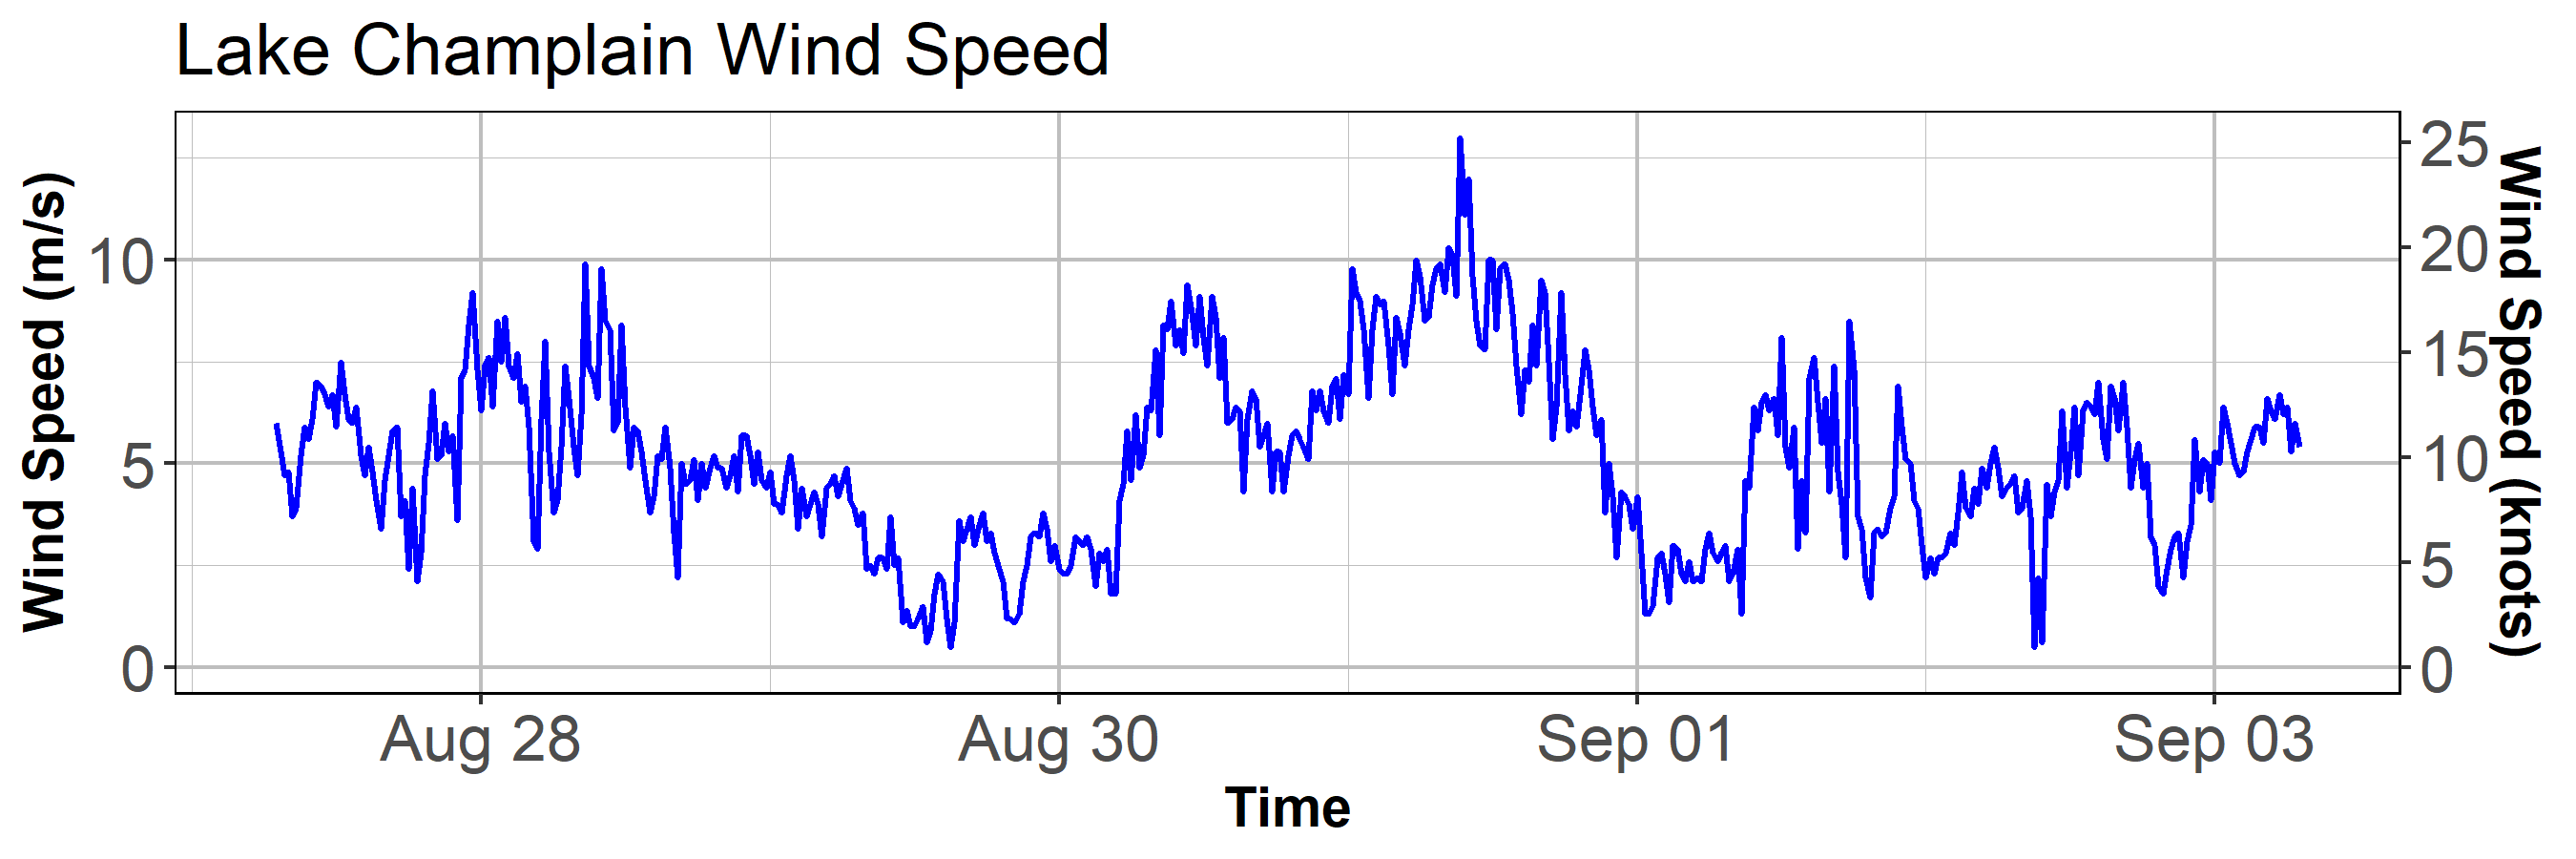 Lake Champlain Wind Speed
Wind Speed (m/s)
10
5
0
25
20
15
10
5
0
Wind Speed (knots)
Aug 28 Aug 30 Sep 01 Sep 03
Time